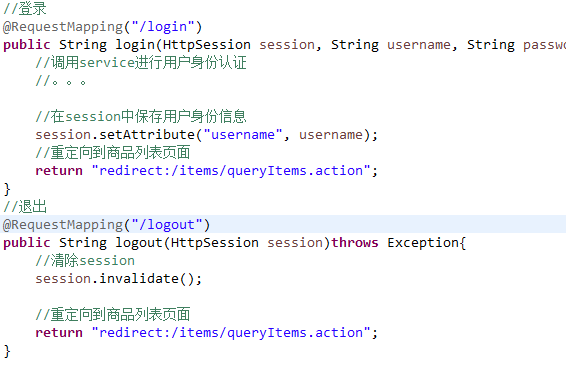 //登录
@RequestMapping("/login")
public String login(HttpSession session, String username, String passwo
//调用service进行用户身份认证
//。。。
//在session中保存用户身份信息
session.setAttribute("username", username);
//重定向到商品列表页面
return "redirect:/items/queryItems.action";
}
//退出
@RequestMapping("/logout")
public String logout(HttpSession session)throws Exception{
//清除session
session.invalidate();
//重定向到商品列表页面
return "redirect:/items/queryItems.action";
}